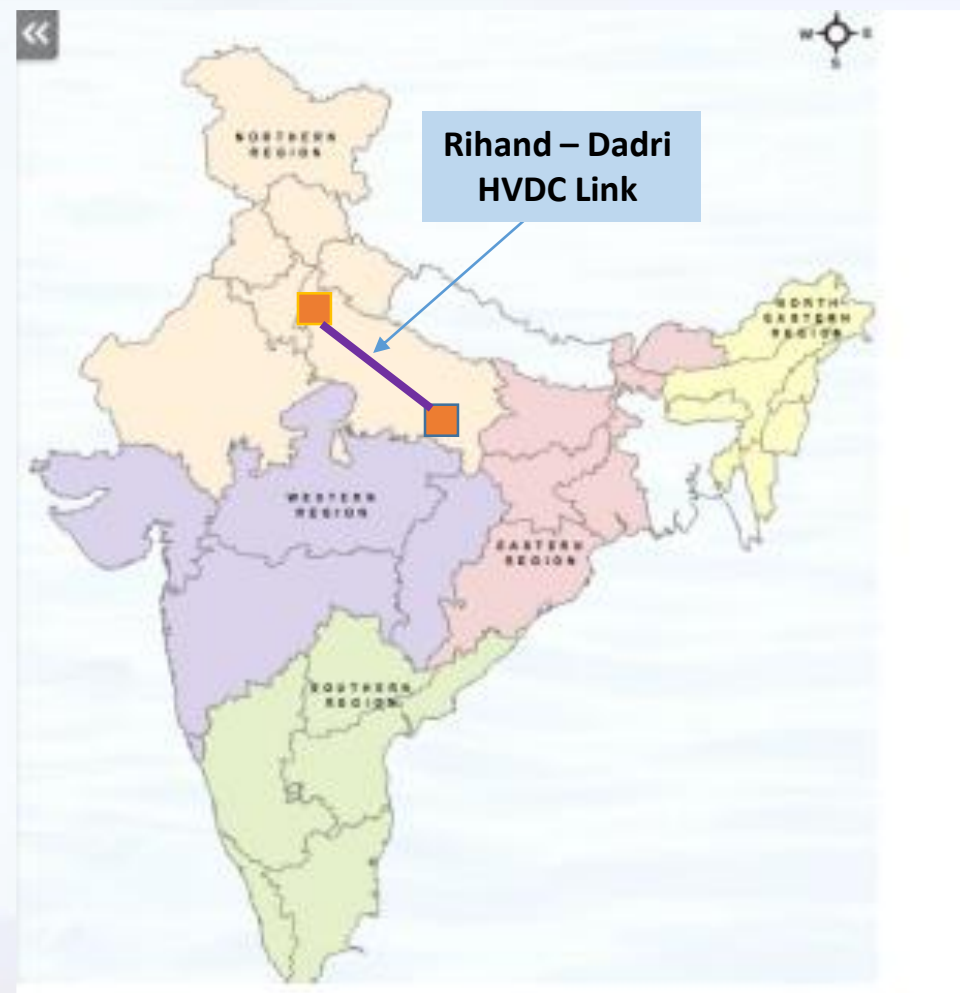 W
E
S
NORTHERN
REGION
Rihand – Dadri
HVDC Link
NORTH-
EASTERN
REGION
WESTERN
REGION
EASTERN
REGION
SOUTHERN
REGION